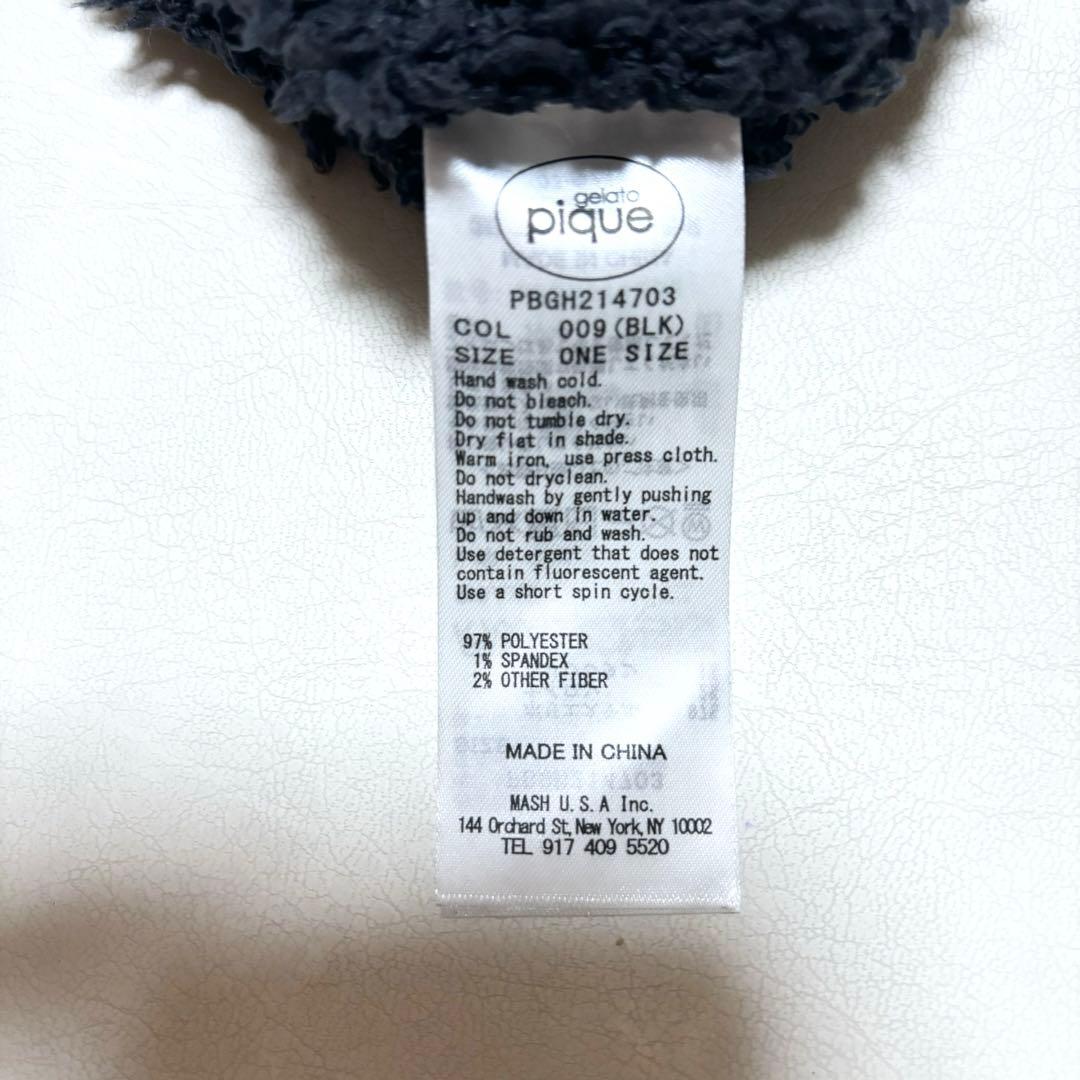 gelato
pique
PBGH214703
COL 009(BLK)
SIZE ONE SIZE
Hand wash cold.
Do not bleach.
Do not tumble dry.
Dry flat in shade.
Warm iron, use press cloth.
Do not dryclean.
Handwash by gently pushing
up and down in water.
Do not rub and wash.
Use detergent that does not
contain fluorescent agent.
Use a short spin cycle.
97% POLYESTER
1% SPANDEX
2% OTHER FIBER
MADE IN CHINA
MASH U.S.A Inc.
144 Orchard St, New York, NY 10002
TEL 917 409 5520